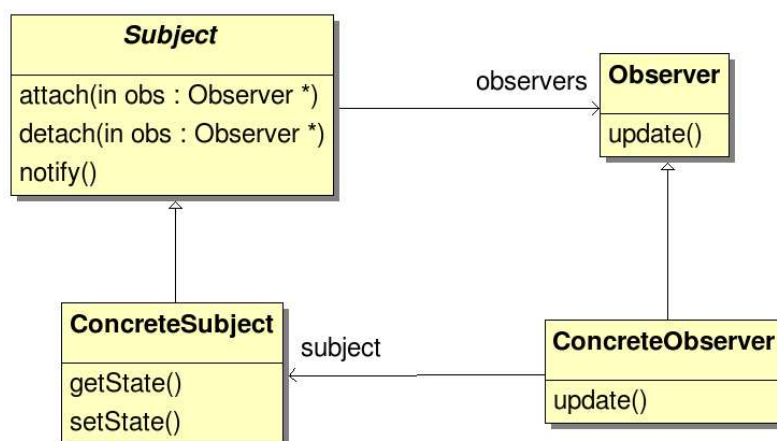 Subject
attach(in obs : Observer *)
detach(in obs : Observer *)
notify()
observers
Observer
update()
ConcreteSubject
getState()
setState()
subject
ConcreteObserver
update()